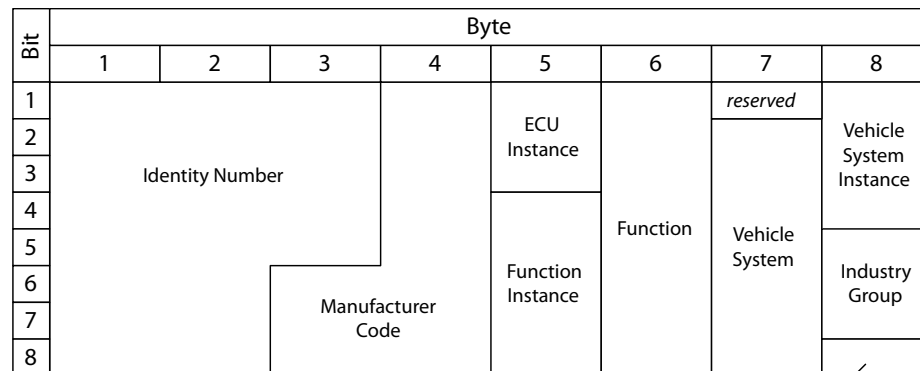 Bit
Byte
1 2 3 4 5 6 7 8
1
2
3
4
5
6
7
8
Identity Number
Manufacturer
Code
ECU
Instance
Function
Instance
Function
reserved
Vehicle
System
Vehicle
System
Instance
Industry
Group